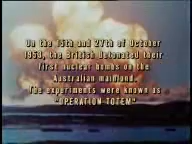 On the 15th and 27th of October
1953, the British detonated their
first nuclear bombs on the
Australian mainland.
The experiments were known as
"OPERATION TOTEM"